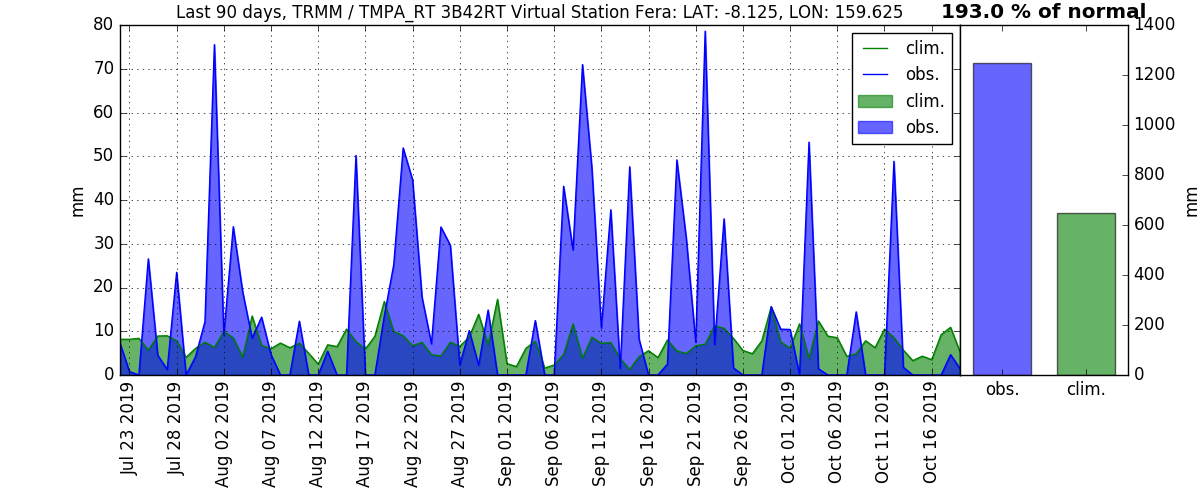 Last 90 days, TRMM / TMPA_RT 3B42RT Virtual Station Fera: LAT: -8.125, LON: 159.625
193.0 % of normal
80
70
60
50
40
30
20
10
0
mm
clim.
obs.
clim.
obs.
1400
1200
1000
800
600
400
200
0
mm
Jul 23 2019
Jul 28 2019
Aug 02 2019
Aug 07 2019
Aug 12 2019
Aug 17 2019
Aug 22 2019
Aug 27 2019
Sep 01 2019
Sep 06 2019
Sep 11 2019
Sep 16 2019
Sep 21 2019
Sep 26 2019
Oct 01 2019
Oct 06 2019
Oct 11 2019
Oct 16 2019
obs.
clim.